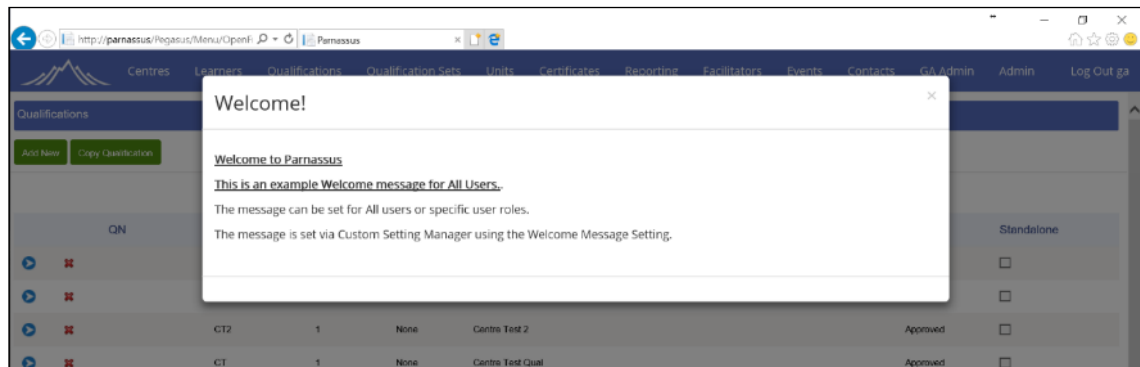 http://parnassus/Pegasus/Menu/OpenF
Parnassus
Centres Learners Qualifications Qualification Sets Units Certificates Reporting Facilitators Events Contacts GA Admin Admin Log Out ga
Welcome!
Qualifications
Add New Copy Qualification
Welcome to Parnassus
This is an example Welcome message for All Users..
The message can be set for All users or specific user roles.
The message is set via Custom Setting Manager using the Welcome Message Setting.
QN Standalone
CT2 1 None Centre Test 2 Approved
CT 1 None Centre Test Qual Approved